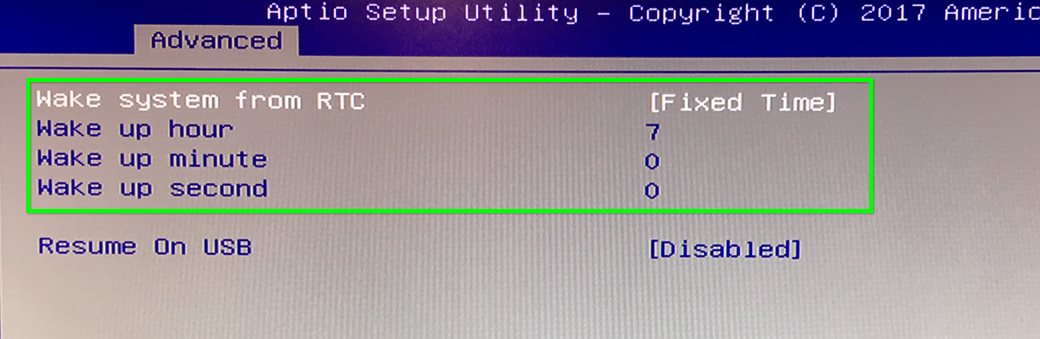 Aptio Setup Utility – Copyright (C) 2017
Advanced
Wake system from RTC [Fixed Time]
Wake up hour 7
Wake up minute 0
Wake up second 0
Resume On USB [Disabled]